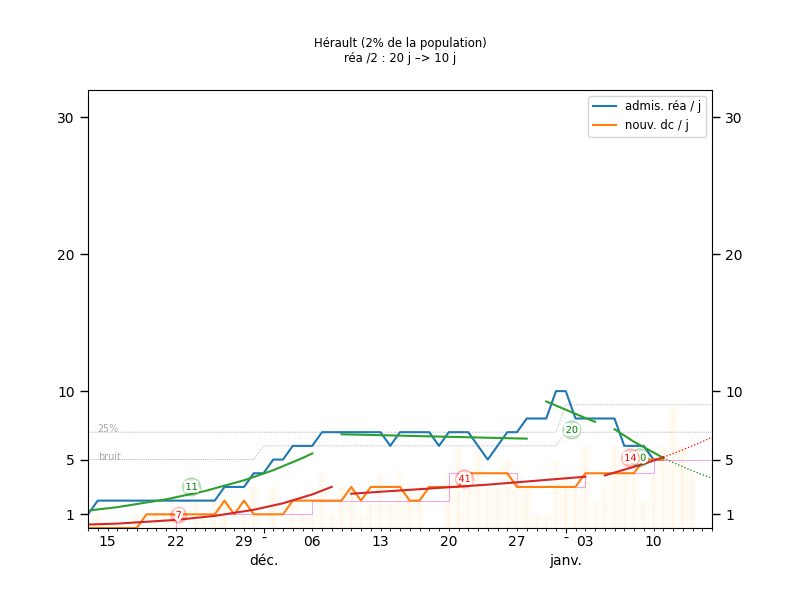 Hérault (2% de la population)
réa /2 : 20 j –> 10 j
admis. réa / j
nouv. dc / j
30 30
20 20
10 10
25%
20
bruit
5 5
14
41
11
7
1 1
15 22 29 - 06 13 20 27 - 03 10
déc. janv.